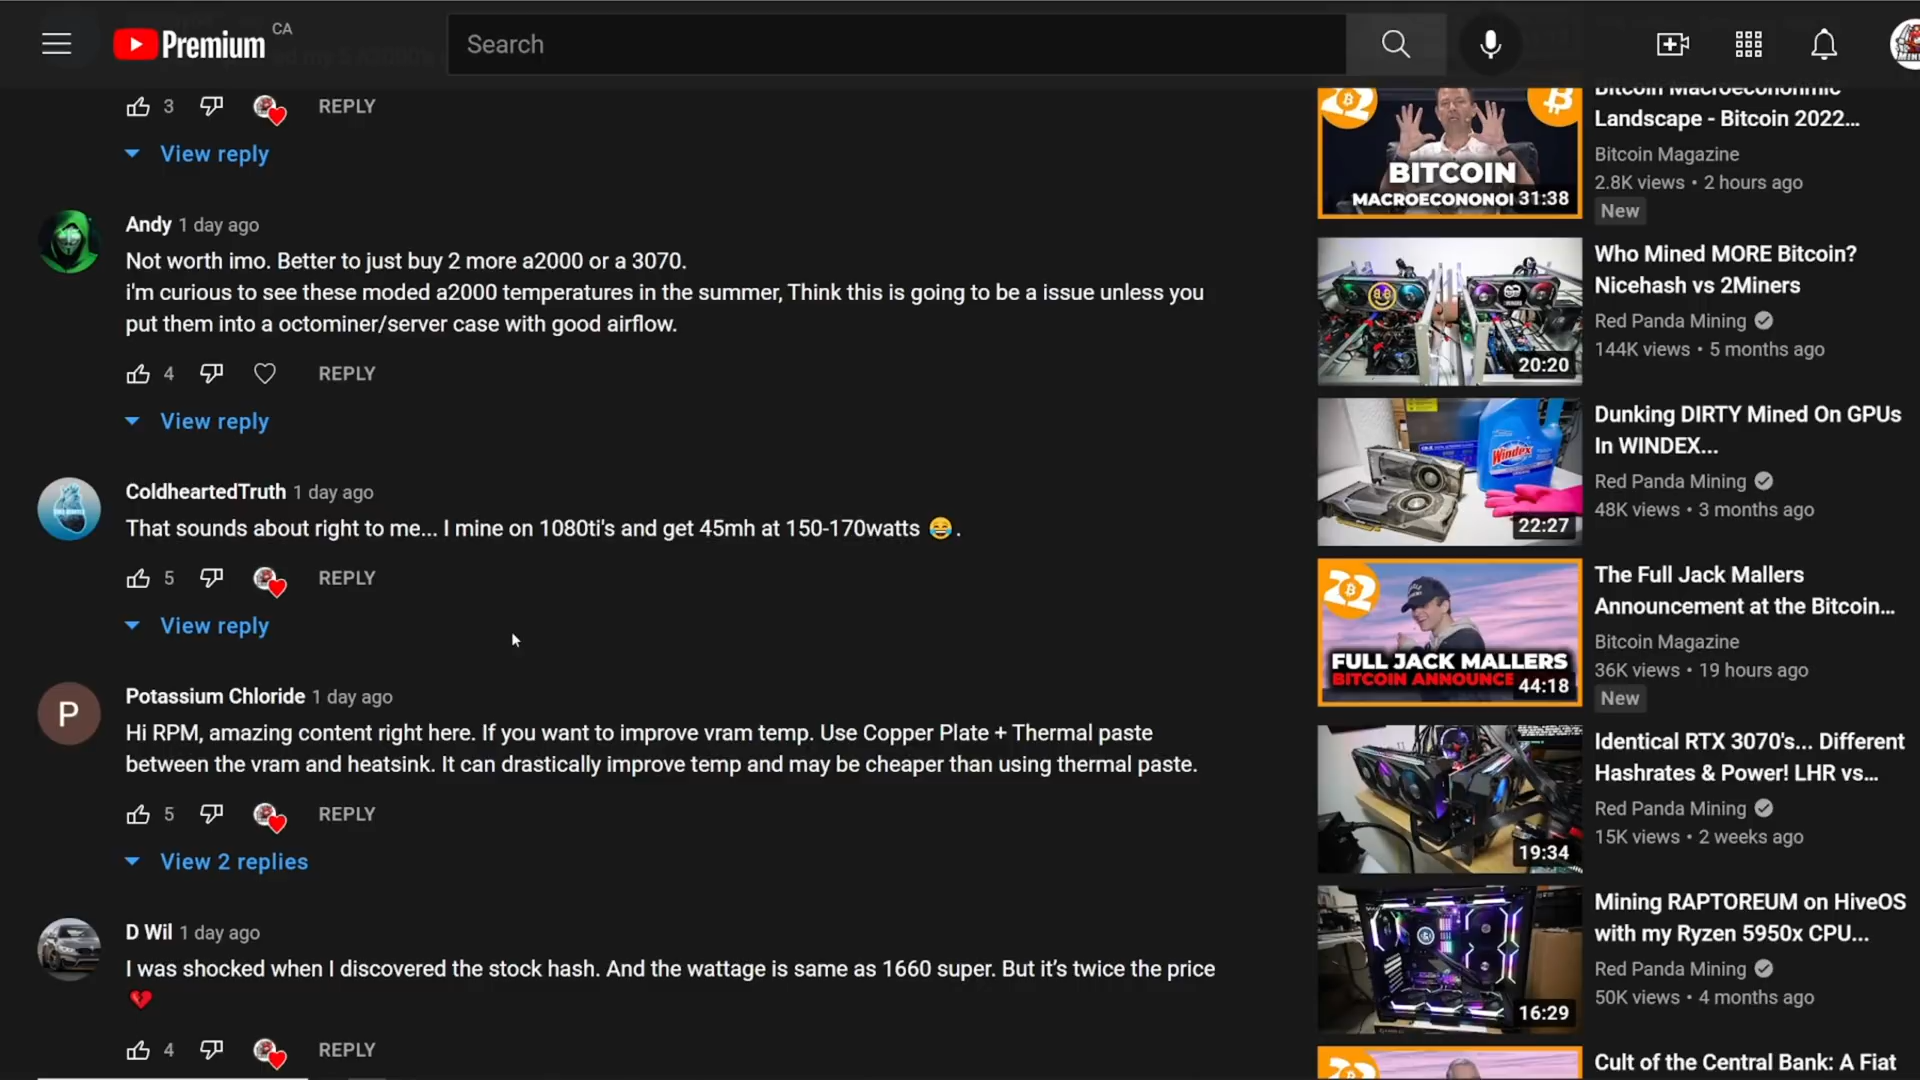 Premium
CA
Search
3
REPLY
View reply
Andy 1 day ago
Not worth imo. Better to just buy 2 more a2000 or a 3070.
i'm curious to see these moded a2000 temperatures in the summer, Think this is going to be a issue unless you
put them into a octominer/server case with good airflow.
4
REPLY
View reply
ColdheartedTruth 1 day ago
That sounds about right to me... I mine on 1080ti's and get 45mh at 150-170watts 😂.
5
REPLY
View reply
P
Potassium Chloride 1 day ago
Hi RPM, amazing content right here. If you want to improve vram temp. Use Copper Plate + Thermal paste
between the vram and heatsink. It can drastically improve temp and may be cheaper than using thermal paste.
5
REPLY
View 2 replies
D Wil 1 day ago
I was shocked when I discovered the stock hash. And the wattage is same as 1660 super. But it’s twice the price
💔
4
REPLY
BITCOIN
MACROECONOMI
31:38
Bitcoin Macroeconomic
Landscape - Bitcoin 2022...
Bitcoin Magazine
2.8K views • 2 hours ago
New
20:20
Who Mined MORE Bitcoin?
Nicehash vs 2Miners
Red Panda Mining
144K views • 5 months ago
Windex
22:27
Dunking DIRTY Mined On GPUs
In WINDEX...
Red Panda Mining
48K views • 3 months ago
22
FULL JACK MALLERS
BITCOIN ANNOUNCE
44:18
The Full Jack Mallers
Announcement at the Bitcoin...
Bitcoin Magazine
36K views • 19 hours ago
New
19:34
Identical RTX 3070's... Different
Hashrates & Power! LHR vs...
Red Panda Mining
15K views • 2 weeks ago
16:29
Mining RAPTOREUM on HiveOS
with my Ryzen 5950x CPU...
Red Panda Mining
50K views • 4 months ago
Cult of the Central Bank: A Fiat